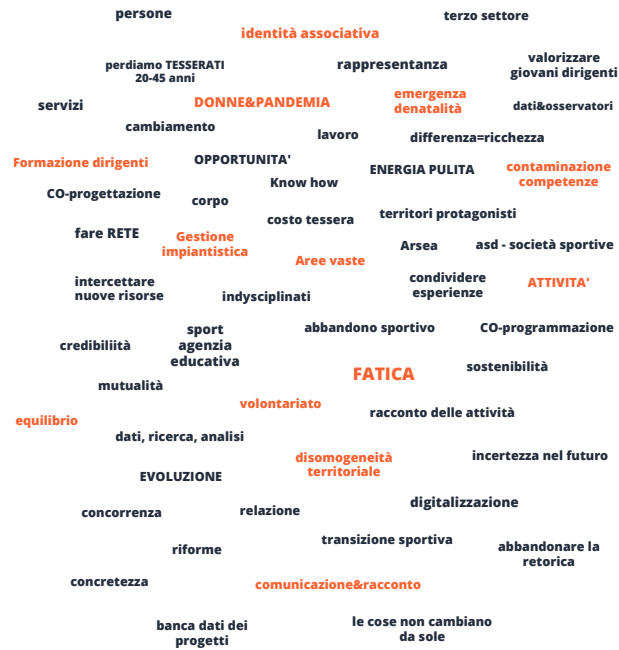 persone
terzo settore
identità associativa
perdiamo TESSERATI
20-45 anni
rappresentanza
valorizzare
giovani dirigenti
servizi
DONNE&PANDEMIA
emergenza
denatalità
dati&osservatori
cambiamento
lavoro
differenza=ricchezza
Formazione dirigenti
OPPORTUNITA'
ENERGIA PULITA
contaminazione
competenze
Know how
CO-progettazione
corpo
costo tessera
territori protagonisti
fare RETE
Gestione
impiantistica
Arsea
asd - società sportive
Aree vaste
intercettare
nuove risorse
indysciplinati
condividere
esperienze
ATTIVITA'
credibiliità
sport
agenzia
educativa
abbandono sportivo
CO-programmazione
FATICA
sostenibilità
mutualità
volontariato
racconto delle attività
equilibrio
dati, ricerca, analisi
disomogeneità
territoriale
incertezza nel futuro
EVOLUZIONE
concorrenza
relazione
digitalizzazione
riforme
transizione sportiva
abbandonare la
retorica
concretezza
comunicazione&racconto
banca dati dei
progetti
le cose non cambiano
da sole